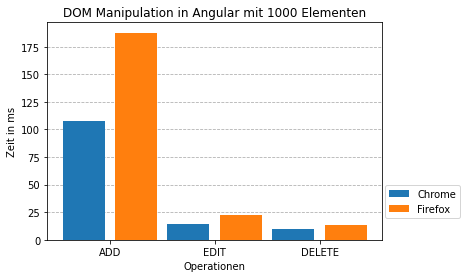 DOM Manipulation in Angular mit 1000 Elementen
Zeit in ms
175
150
125
100
75
50
25
0
ADD
EDIT
DELETE
Operationen
Chrome
Firefox